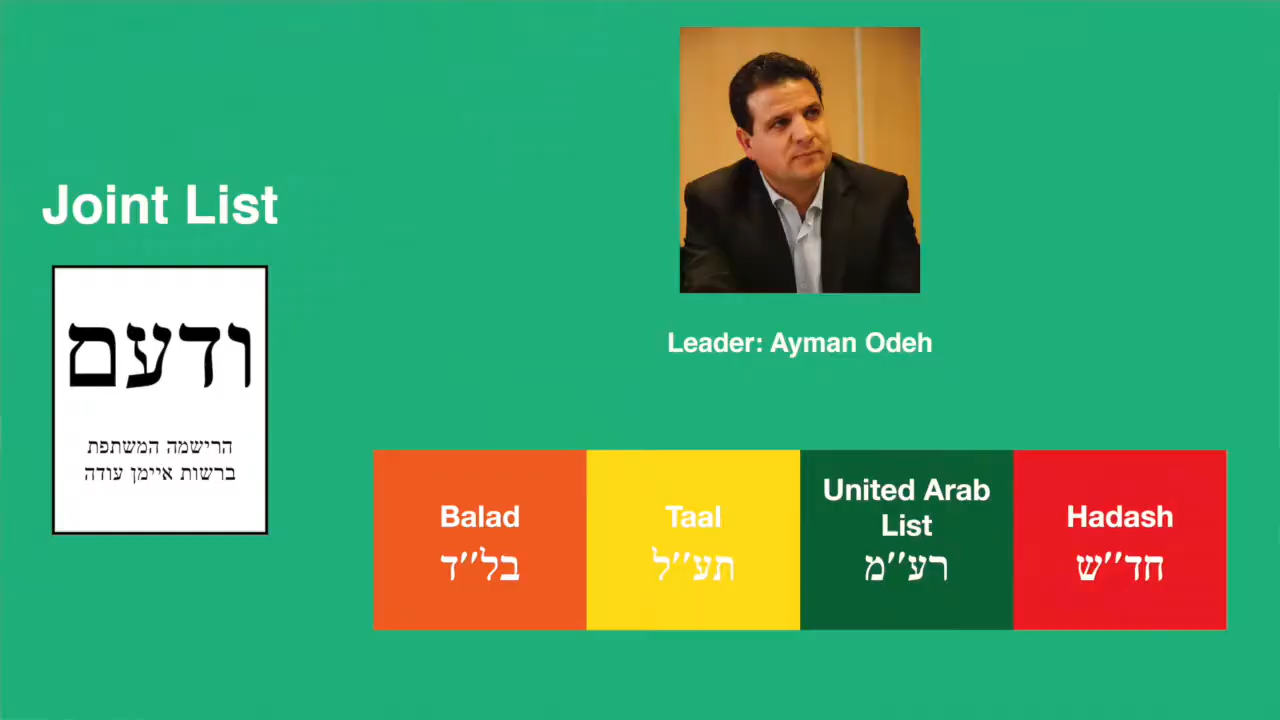 Joint List
ודעם
הרישמה המשתפת
ברשות איימן עודה
Leader: Ayman Odeh
Balad
בל''ד
Taal
תע''ל
United Arab
List
רע''מ
Hadash
חד''ש